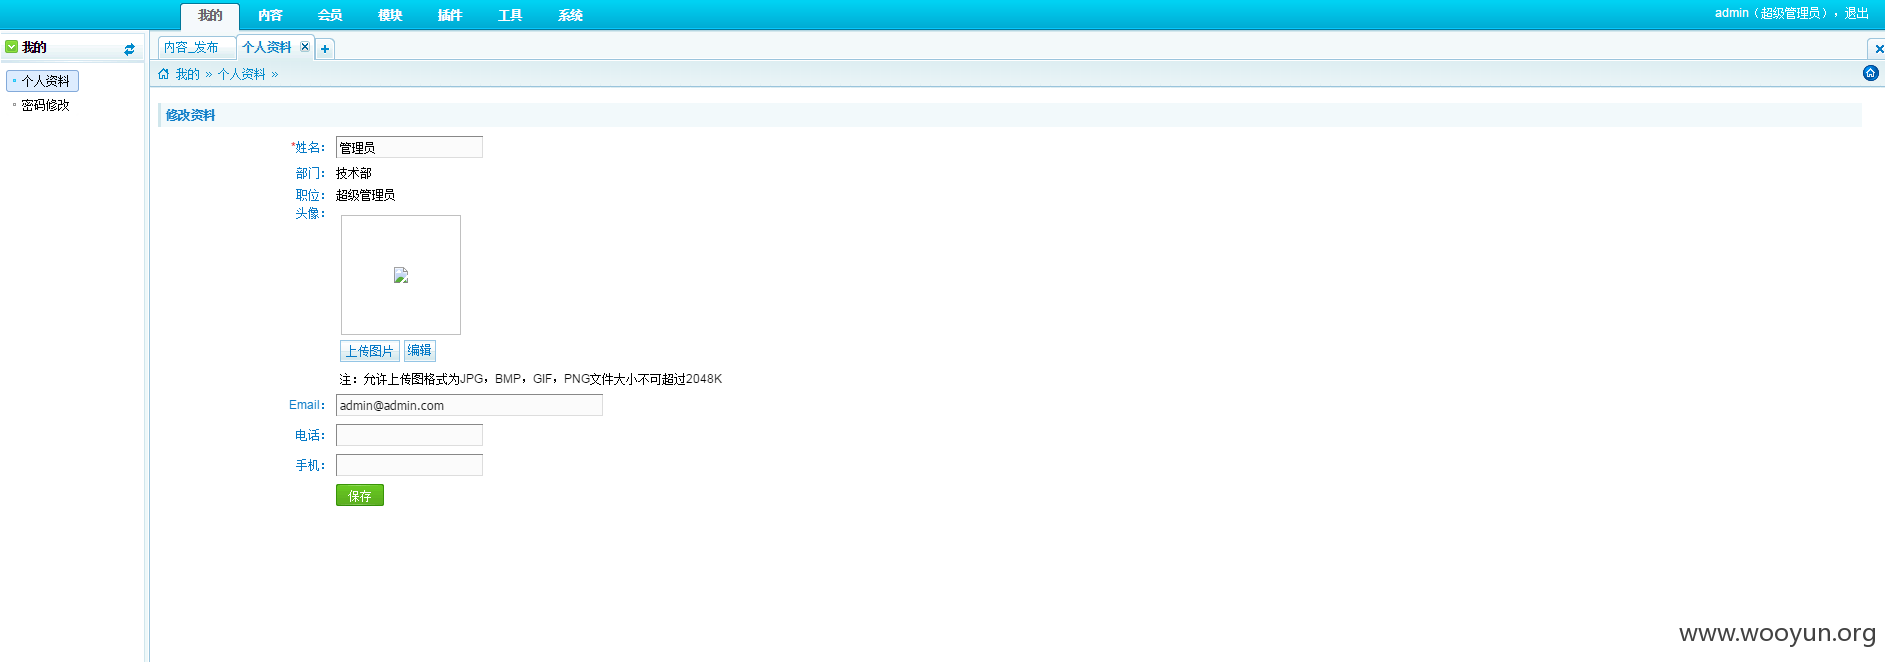 我的 内容 会员 模块 插件 工具 系统 admin（超级管理员），退出
我的 内容_发布 个人资料
我的 » 个人资料 »
个人资料
密码修改
修改资料
*姓名： 管理员
部门： 技术部
职位： 超级管理员
头像：
上传图片 编辑
注：允许上传图格式为JPG，BMP，GIF，PNG文件大小不可超过2048K
Email： admin@admin.com
电话：
手机：
保存
www.wooyun.org